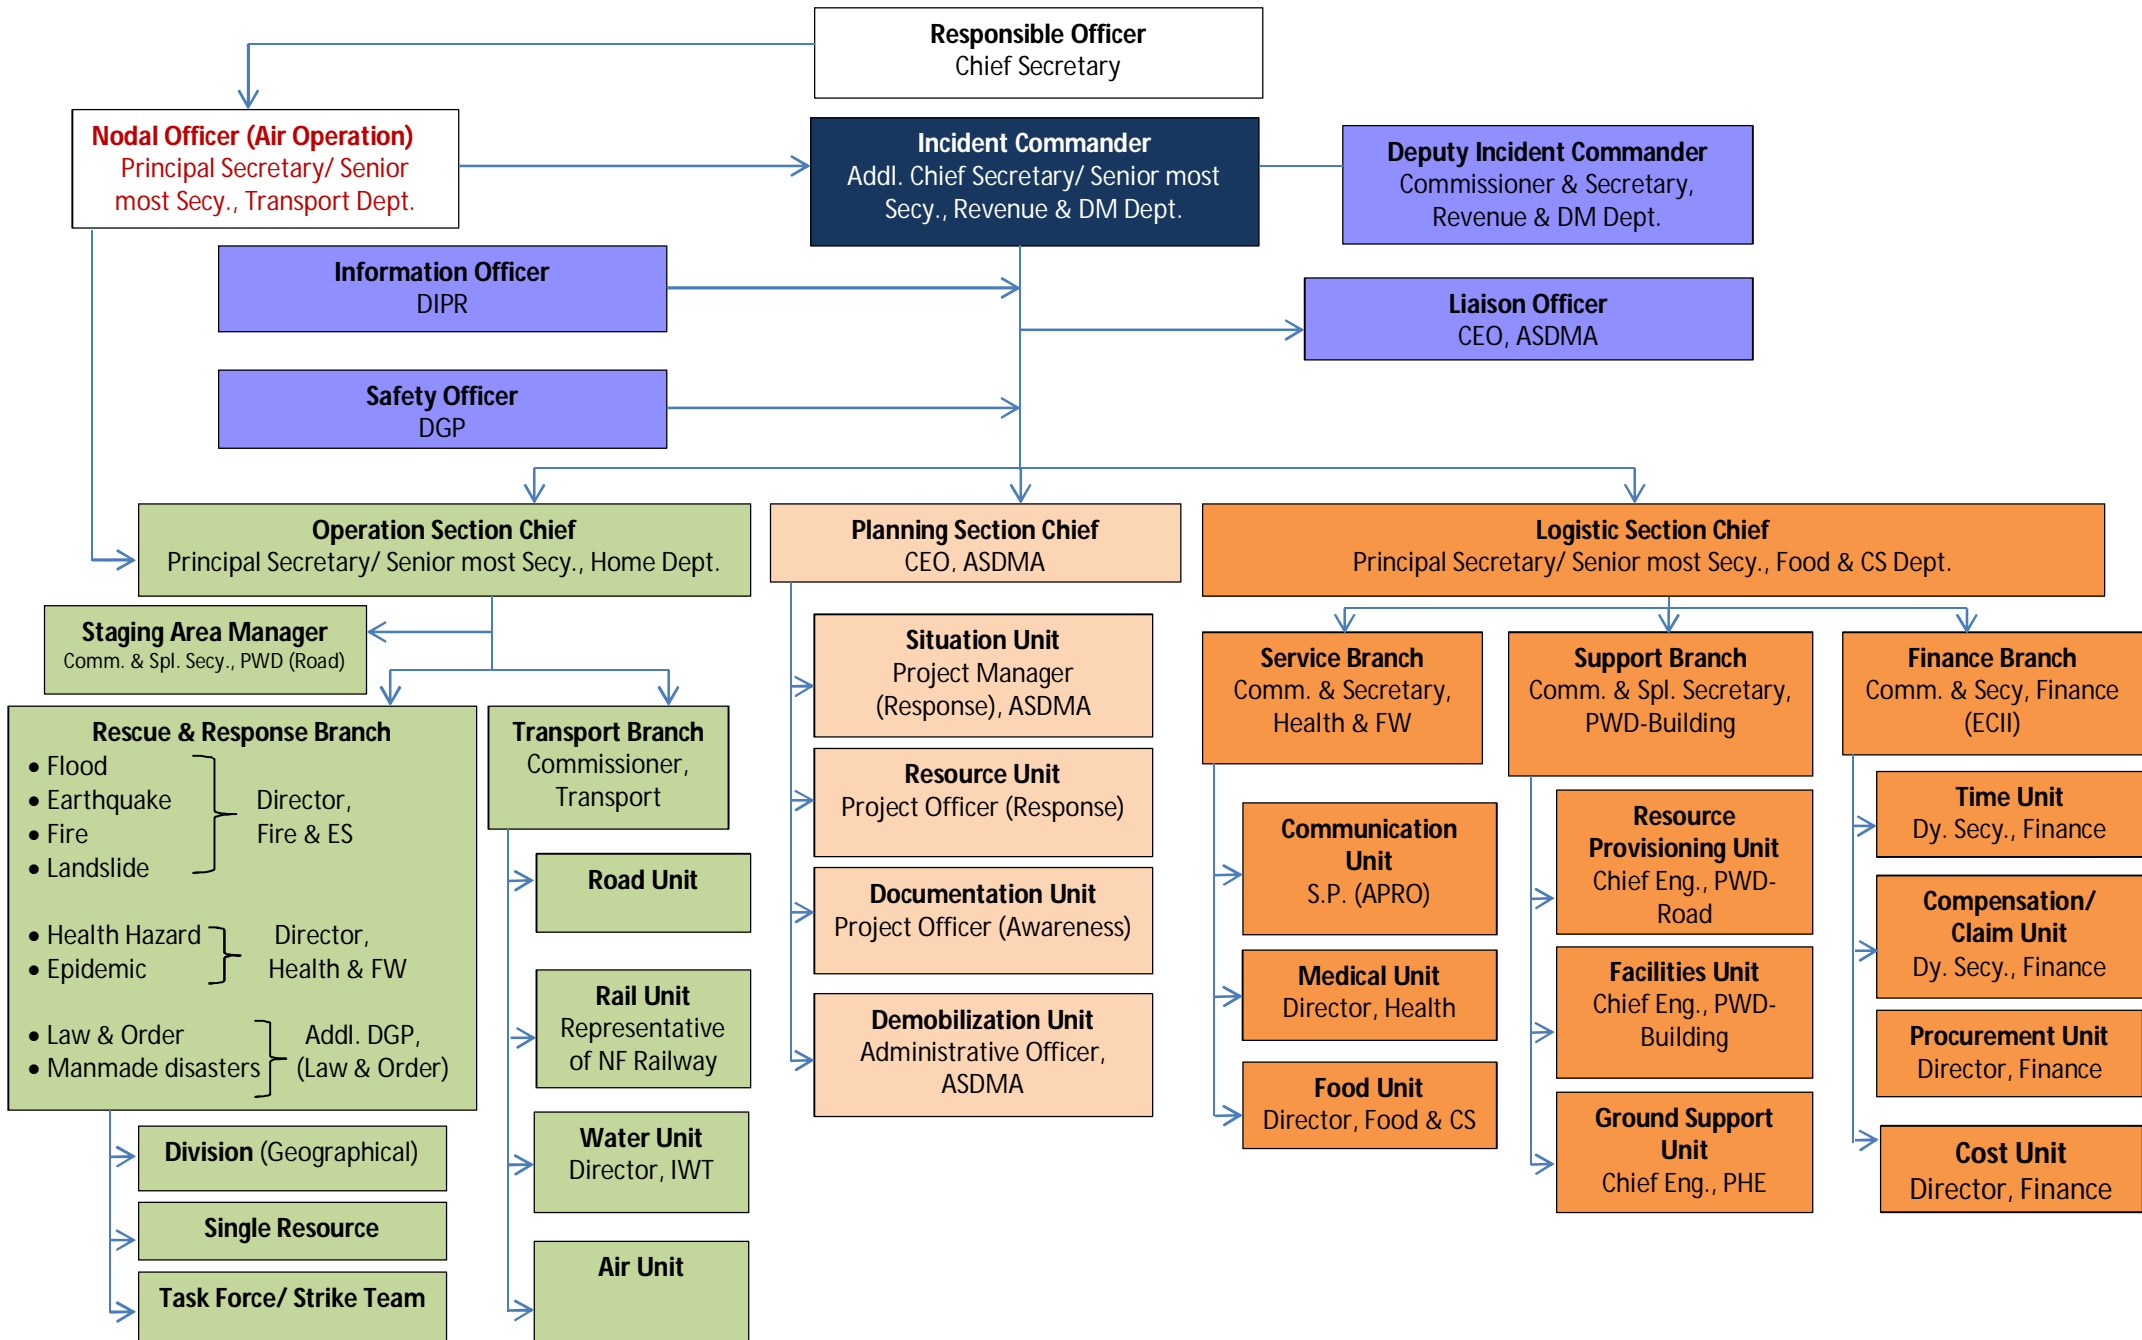 Responsible Officer
Chief Secretary
Nodal Officer (Air Operation)
Principal Secretary/ Senior
most Secy., Transport Dept.
Incident Commander
Addl. Chief Secretary/ Senior most
Secy., Revenue & DM Dept.
Deputy Incident Commander
Commissioner & Secretary,
Revenue & DM Dept.
Information Officer
DIPR
Liaison Officer
CEO, ASDMA
Safety Officer
DGP
Operation Section Chief
Principal Secretary/ Senior most Secy., Home Dept.
Planning Section Chief
CEO, ASDMA
Logistic Section Chief
Principal Secretary/ Senior most Secy., Food & CS Dept.
Staging Area Manager
Comm. & Spl. Secy., PWD (Road)
Rescue & Response Branch
• Flood
• Earthquake
• Fire
• Landslide
Director,
Fire & ES
• Health Hazard
• Epidemic
Director,
Health & FW
• Law & Order
• Manmade disasters
Addl. DGP,
(Law & Order)
Division (Geographical)
Single Resource
Task Force/ Strike Team
Transport Branch
Commissioner,
Transport
Road Unit
Rail Unit
Representative
of NF Railway
Water Unit
Director, IWT
Air Unit
Situation Unit
Project Manager
(Response), ASDMA
Resource Unit
Project Officer (Response)
Documentation Unit
Project Officer (Awareness)
Demobilization Unit
Administrative Officer,
ASDMA
Service Branch
Comm. & Secretary,
Health & FW
Communication
Unit
S.P. (APRO)
Medical Unit
Director, Health
Food Unit
Director, Food & CS
Support Branch
Comm. & Spl. Secretary,
PWD-Building
Resource
Provisioning Unit
Chief Eng., PWD-
Road
Facilities Unit
Chief Eng., PWD-
Building
Ground Support
Unit
Chief Eng., PHE
Finance Branch
Comm. & Secy, Finance
(ECII)
Time Unit
Dy. Secy., Finance
Compensation/
Claim Unit
Dy. Secy., Finance
Procurement Unit
Director, Finance
Cost Unit
Director, Finance